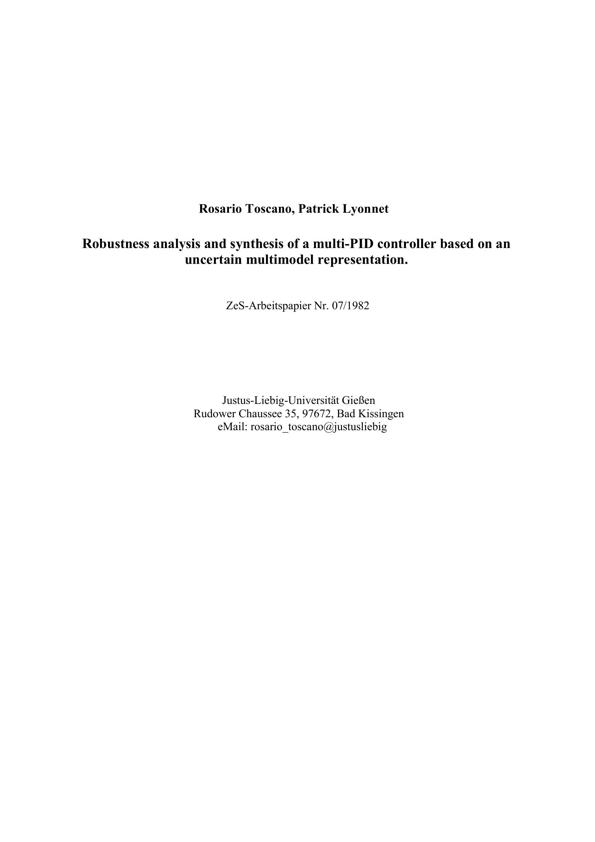 Rosario Toscano, Patrick Lyonnet
Robustness analysis and synthesis of a multi-PID controller based on an
uncertain multimodel representation.
ZeS-Arbeitspapier Nr. 07/1982
Justus-Liebig-Universität Gießen
Rudower Chaussee 35, 97672, Bad Kissingen
eMail: rosario_toscano@justusliebig